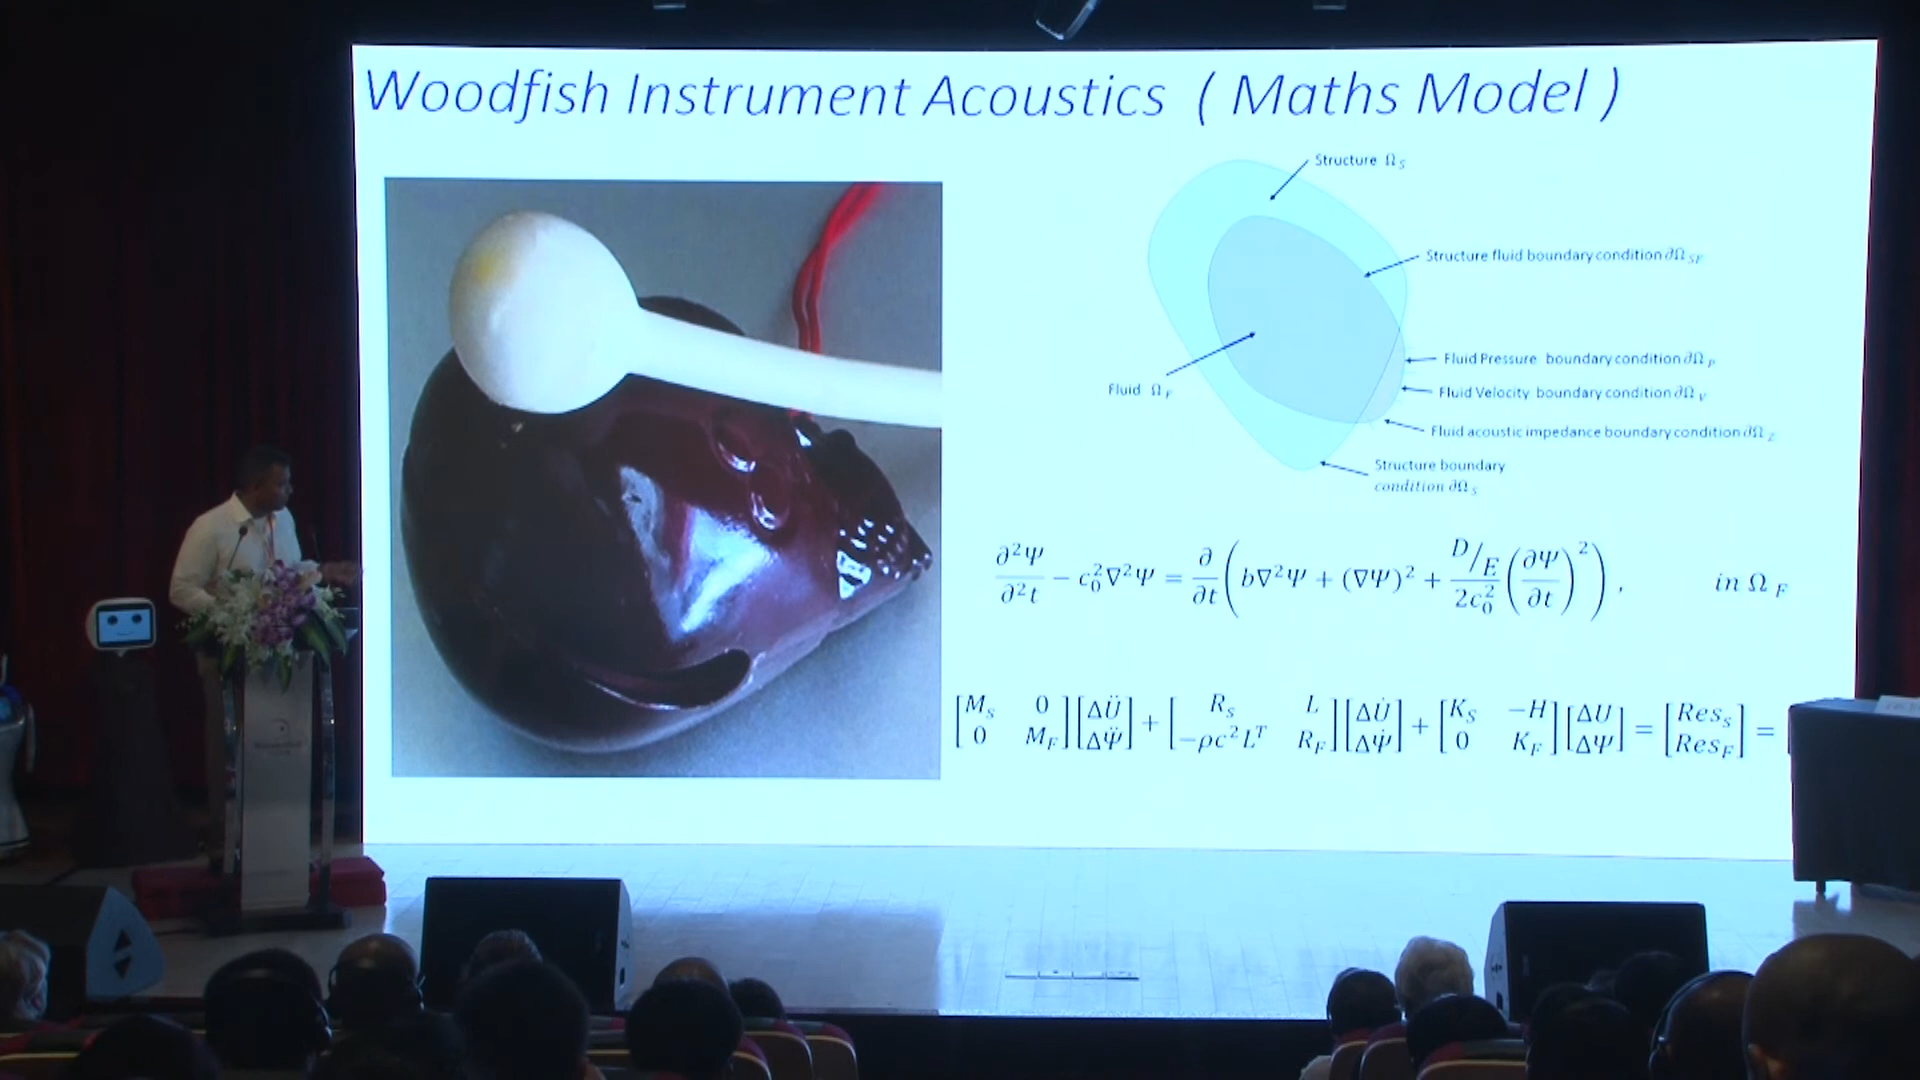 Woodfish Instrument Acoustics ( Maths Model )
Structure Ω_S
Structure fluid boundary condition ∂Ω_SF
Fluid Ω_F
Fluid Pressure boundary condition ∂Ω_P
Fluid Velocity boundary condition ∂Ω_V
Fluid acoustic impedance boundary condition ∂Ω_Z
Structure boundary
condition ∂Ω_S
∂²Ψ/∂²t − c₀²∇²Ψ = ∂/∂t ( b∇²Ψ + (∇Ψ)² + (D/E)/(2c₀²) (∂Ψ/∂t)² ) , in Ω_F
[M_S 0; 0 M_F][ΔÜ; ΔΨ̈] + [R_S L; −ρc²L^T R_F][ΔU̇; ΔΨ̇] + [K_S −H; 0 K_F][ΔU; ΔΨ] = [Res_S; Res_F] =